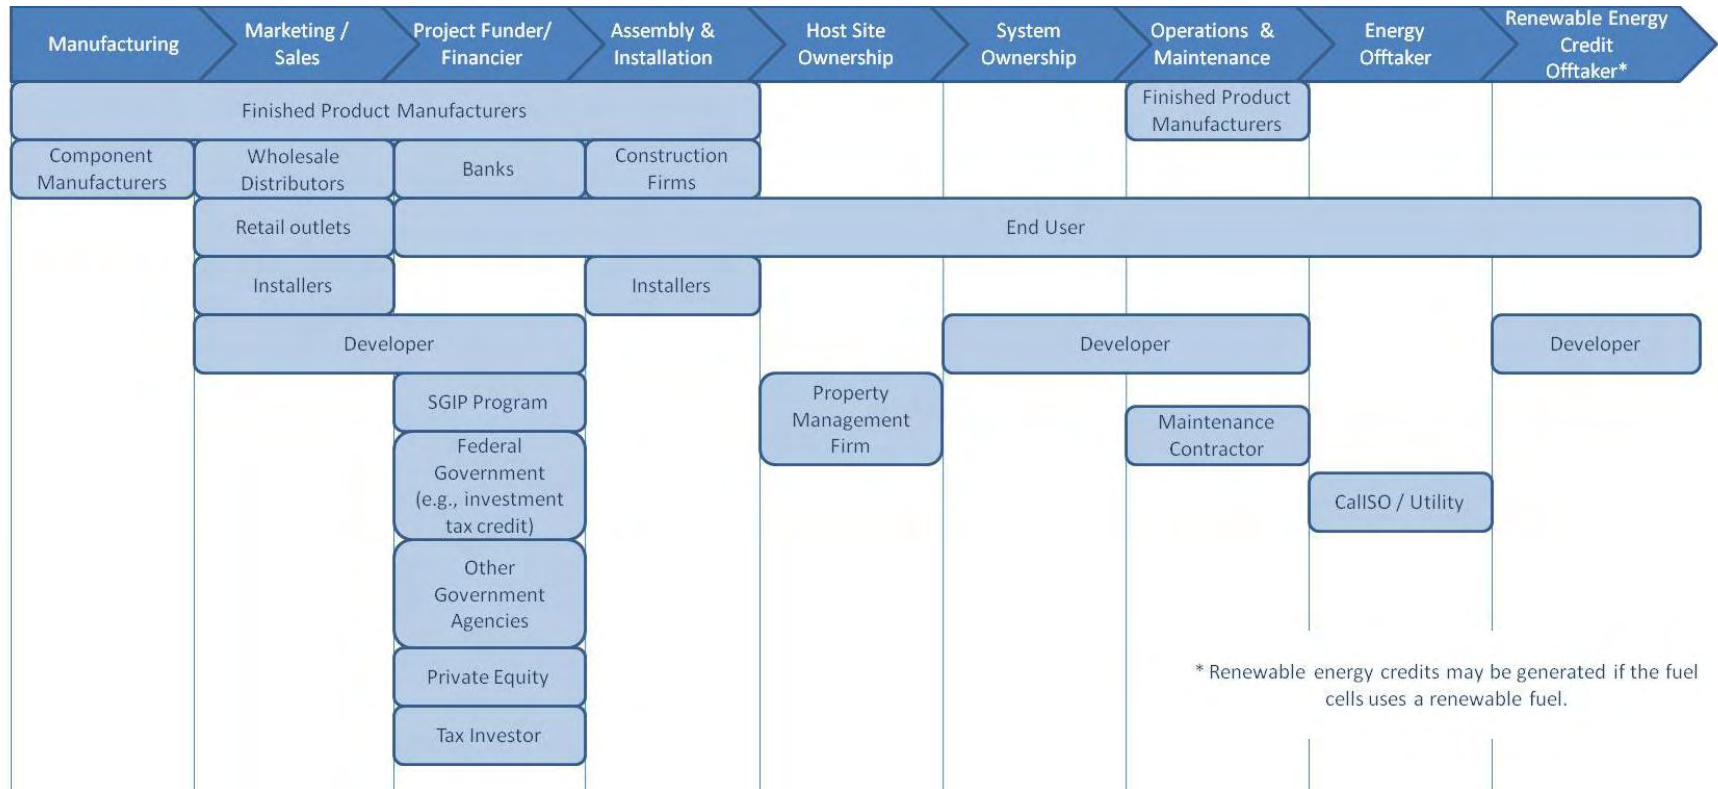 Manufacturing
Marketing /
Sales
Project Funder/
Financier
Assembly &
Installation
Host Site
Ownership
System
Ownership
Operations &
Maintenance
Energy
Offtaker
Renewable Energy
Credit
Offtaker*
Finished Product Manufacturers
Finished Product
Manufacturers
Component
Manufacturers
Wholesale
Distributors
Banks
Construction
Firms
Retail outlets
End User
Installers
Installers
Developer
Developer
Developer
SGIP Program
Property
Management
Firm
Maintenance
Contractor
Federal
Government
(e.g., investment
tax credit)
CalISO / Utility
Other
Government
Agencies
Private Equity
Tax Investor
* Renewable energy credits may be generated if the fuel
cells uses a renewable fuel.